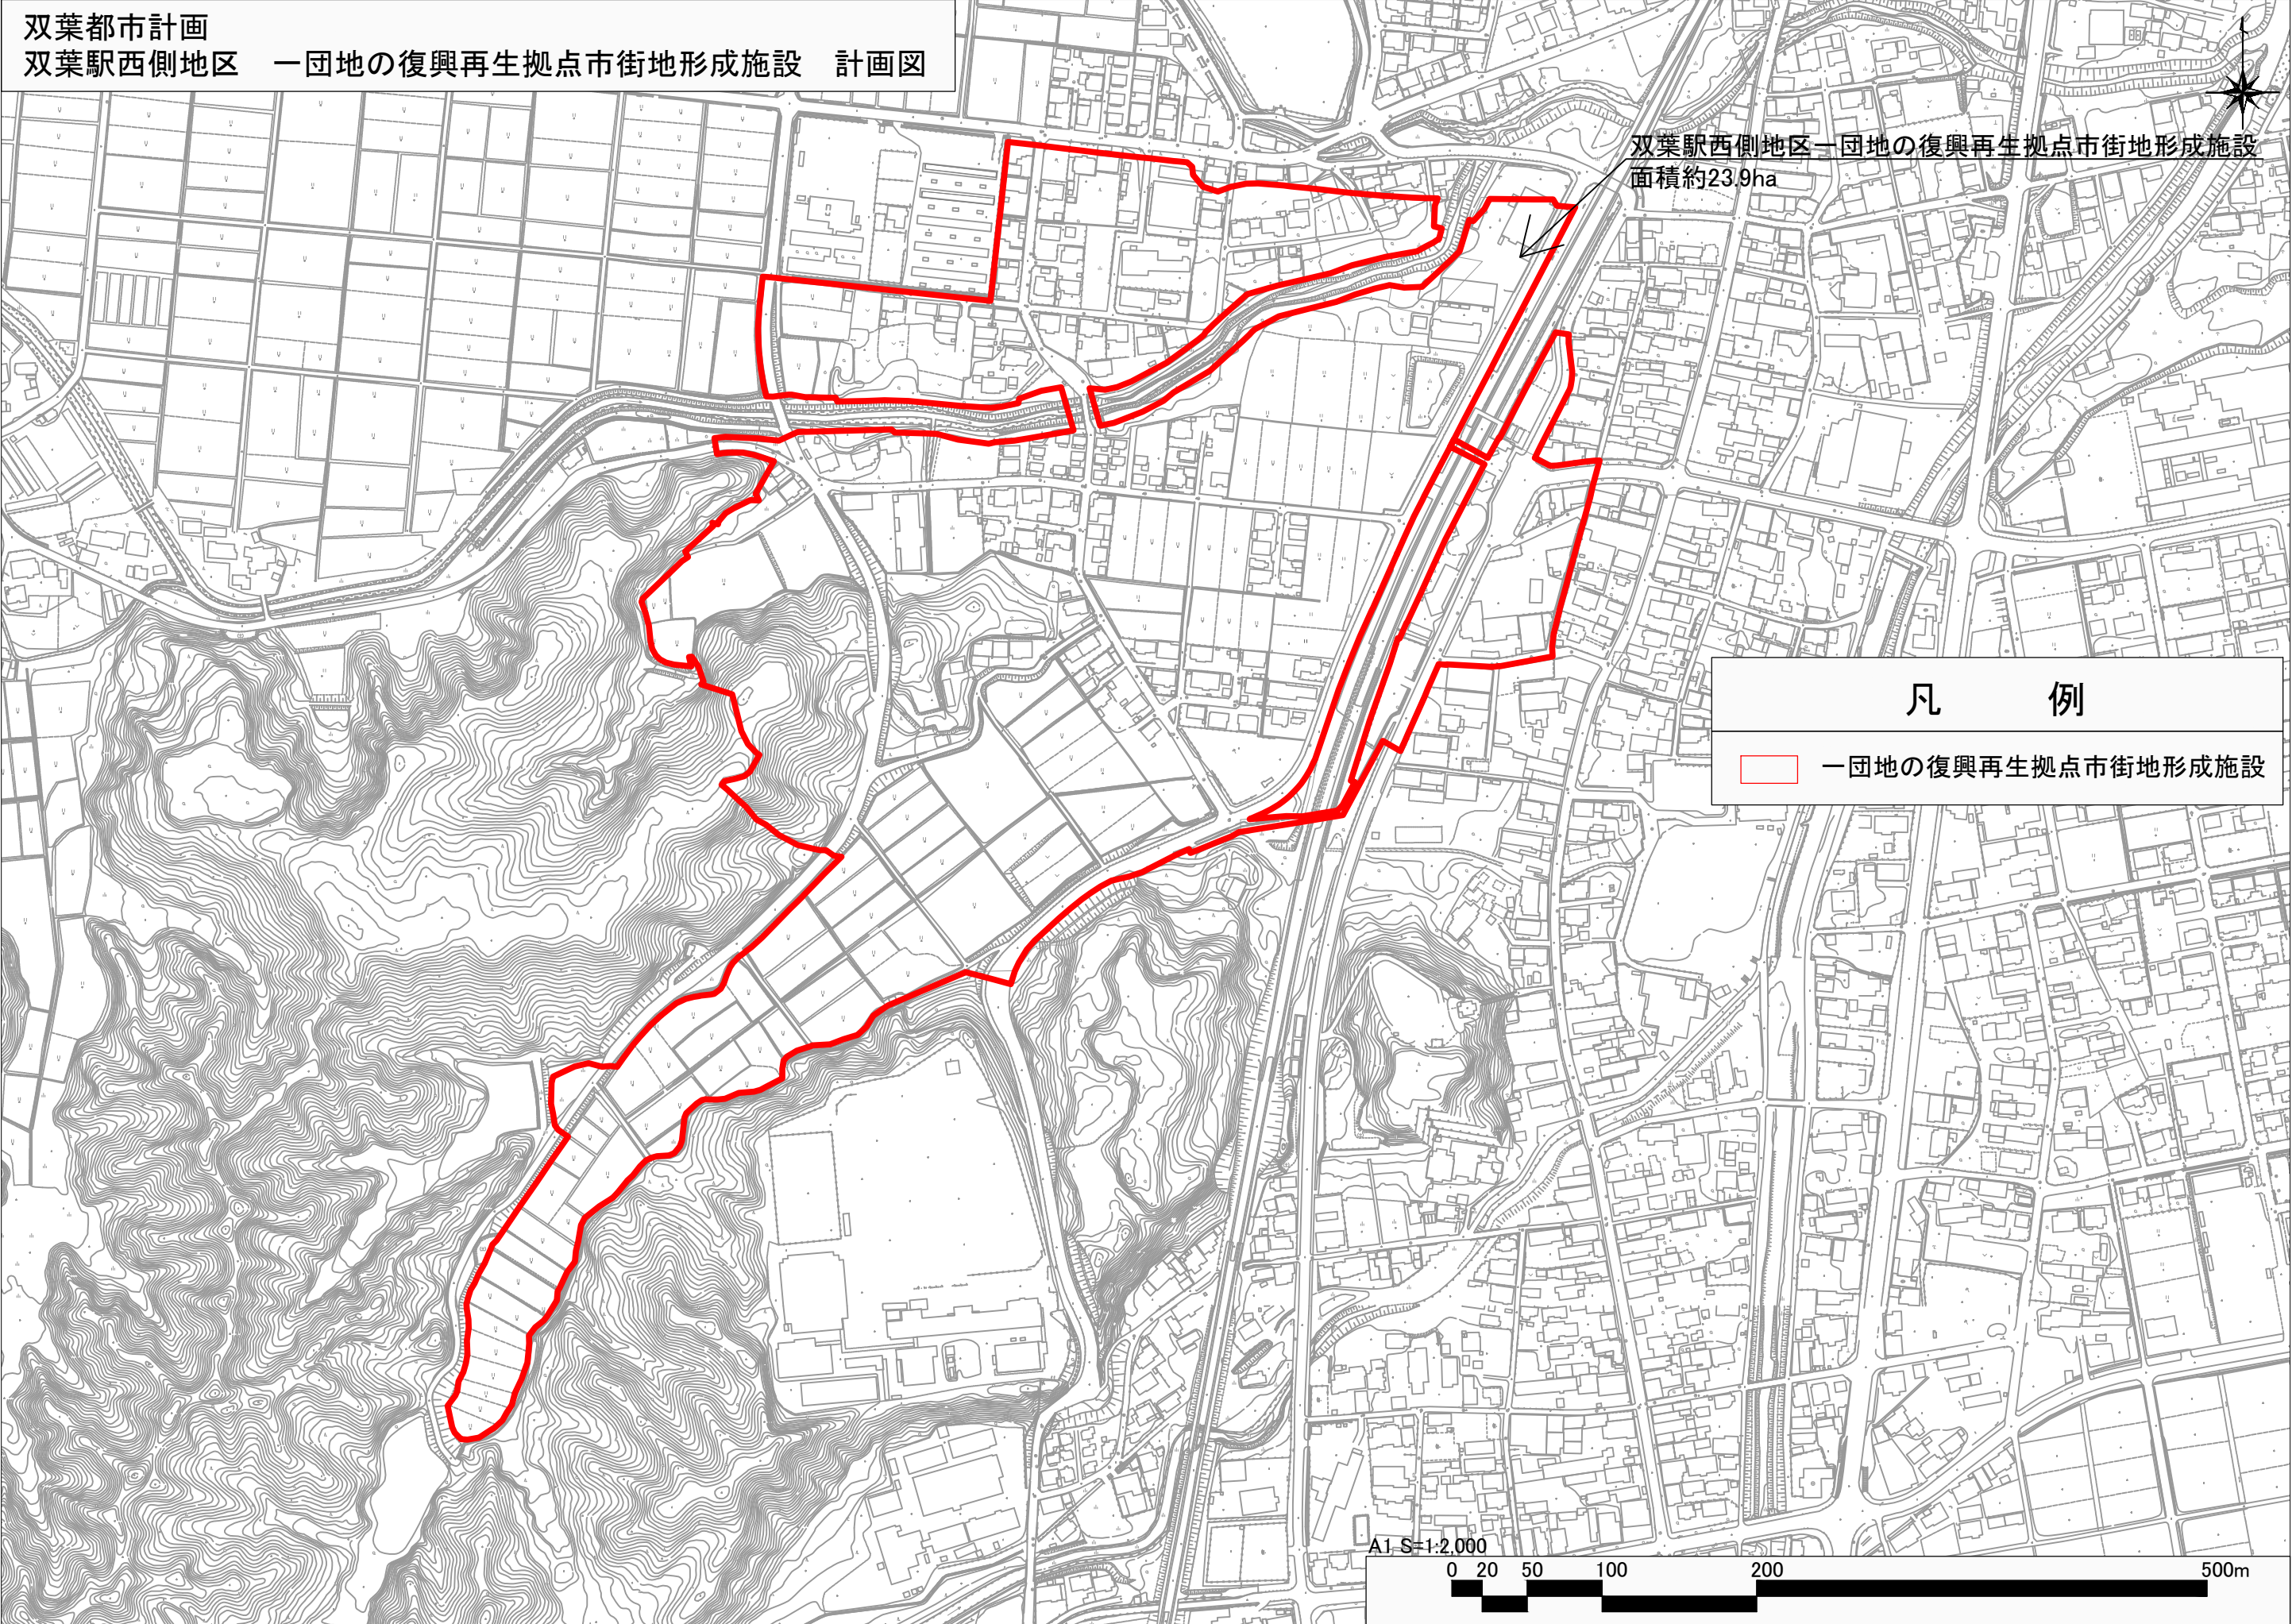 双葉都市計画
双葉駅西側地区　一団地の復興再生拠点市街地形成施設　計画図
双葉駅西側地区一団地の復興再生拠点市街地形成施設
面積約23.9ha
凡　例
一団地の復興再生拠点市街地形成施設
A1 S=1:2,000
0 20 50 100 200 500m